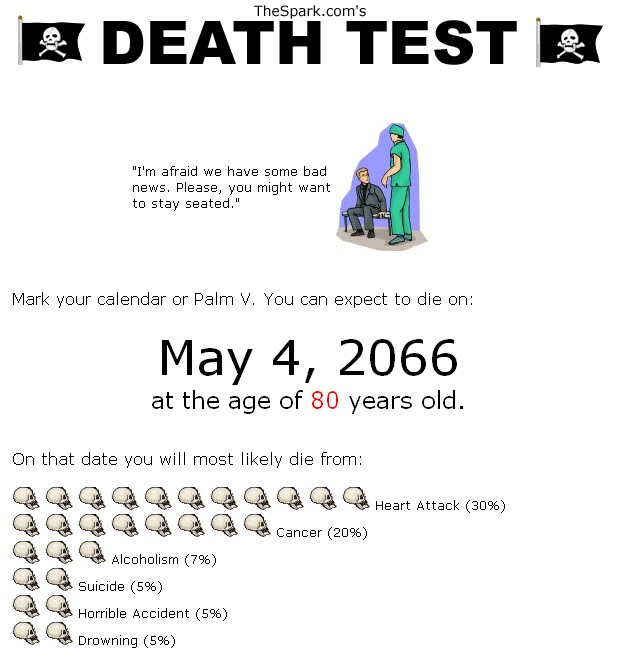 TheSpark.com's
DEATH TEST
"I'm afraid we have some bad
news. Please, you might want
to stay seated."
Mark your calendar or Palm V. You can expect to die on:
May 4, 2066
at the age of 80 years old.
On that date you will most likely die from:
Heart Attack (30%)
Cancer (20%)
Alcoholism (7%)
Suicide (5%)
Horrible Accident (5%)
Drowning (5%)